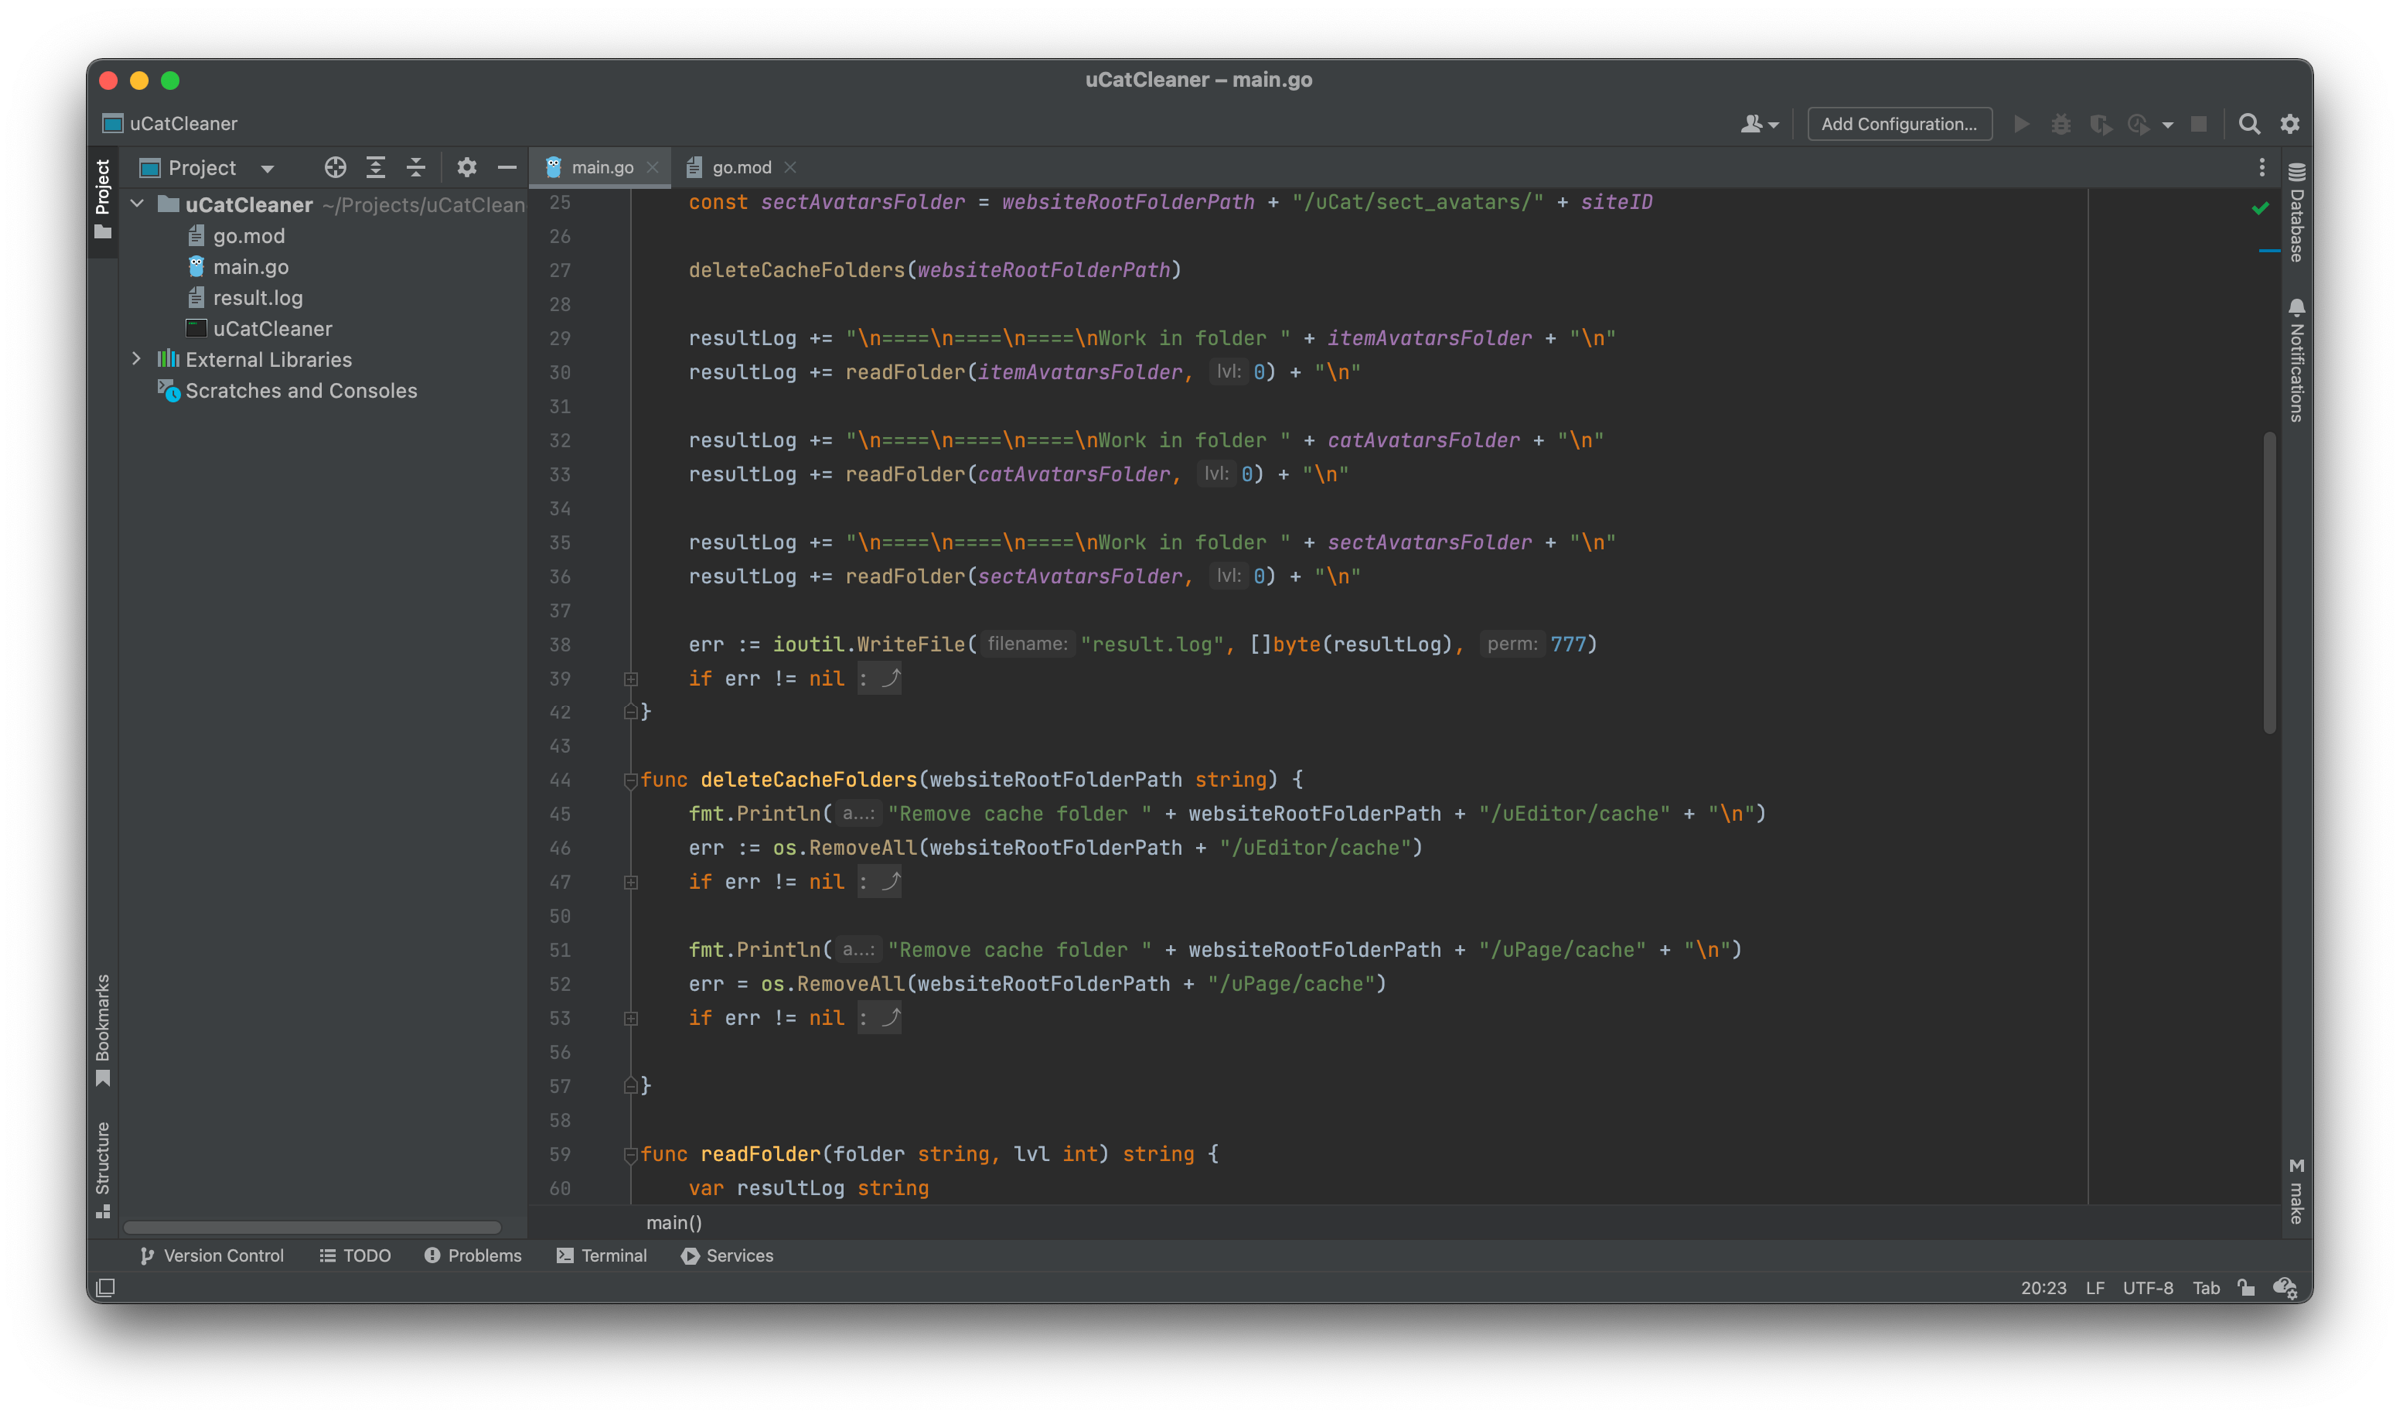 uCatCleaner – main.go
uCatCleaner
Add Configuration...
Project
Project
main.go
go.mod
uCatCleaner ~/Projects/uCatClean
go.mod
main.go
result.log
uCatCleaner
External Libraries
Scratches and Consoles
25 const sectAvatarsFolder = websiteRootFolderPath + "/uCat/sect_avatars/" + siteID
26
27 deleteCacheFolders(websiteRootFolderPath)
28
29 resultLog += "\n====\n====\n====\nWork in folder " + itemAvatarsFolder + "\n"
30 resultLog += readFolder(itemAvatarsFolder, lvl: 0) + "\n"
31
32 resultLog += "\n====\n====\n====\nWork in folder " + catAvatarsFolder + "\n"
33 resultLog += readFolder(catAvatarsFolder, lvl: 0) + "\n"
34
35 resultLog += "\n====\n====\n====\nWork in folder " + sectAvatarsFolder + "\n"
36 resultLog += readFolder(sectAvatarsFolder, lvl: 0) + "\n"
37
38 err := ioutil.WriteFile( filename: "result.log", []byte(resultLog), perm: 777)
39 if err != nil :
42 }
43
44 func deleteCacheFolders(websiteRootFolderPath string) {
45 fmt.Println( a...: "Remove cache folder " + websiteRootFolderPath + "/uEditor/cache" + "\n")
46 err := os.RemoveAll(websiteRootFolderPath + "/uEditor/cache")
47 if err != nil :
50
51 fmt.Println( a...: "Remove cache folder " + websiteRootFolderPath + "/uPage/cache" + "\n")
52 err = os.RemoveAll(websiteRootFolderPath + "/uPage/cache")
53 if err != nil :
56
57 }
58
59 func readFolder(folder string, lvl int) string {
60 var resultLog string
main()
Bookmarks
Structure
Database
Notifications
M make
Version Control
TODO
Problems
Terminal
Services
20:23 LF UTF-8 Tab